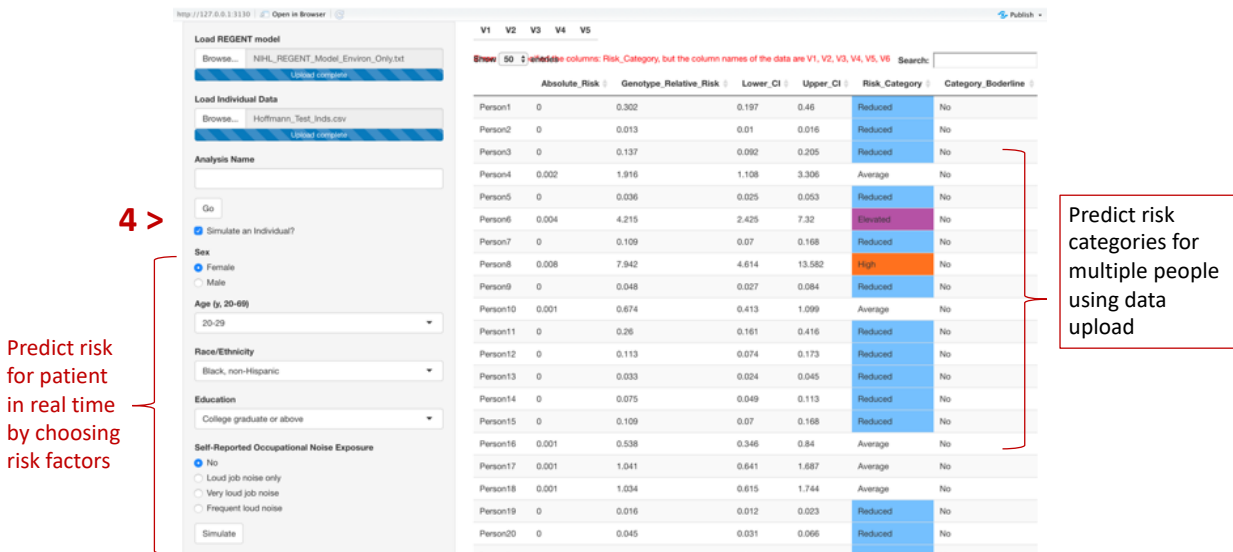 http://127.0.0.1:3130 Open in Browser Publish
Load REGENT model
Browse... NIHL_REGENT_Model_Environ_Only.txt
Upload complete
Load Individual Data
Browse... Hoffmann_Test_Inds.csv
Upload complete
Analysis Name
Go
4 >
Simulate an Individual?
Sex
Female
Male
Age (y, 20-69)
20-29
Race/Ethnicity
Black, non-Hispanic
Education
College graduate or above
Self-Reported Occupational Noise Exposure
No
Loud job noise only
Very loud job noise
Frequent loud noise
Simulate
Predict risk
for patient
in real time
by choosing
risk factors
V1 V2 V3 V4 V5
Show 50 entries
the columns: Risk_Category, but the column names of the data are V1, V2, V3, V4, V5, V6
Search:
Absolute_Risk Genotype_Relative_Risk Lower_CI Upper_CI Risk_Category Category_Boderline
Person1 0 0.302 0.197 0.46 Reduced No
Person2 0 0.013 0.01 0.016 Reduced No
Person3 0 0.137 0.092 0.205 Reduced No
Person4 0.002 1.916 1.108 3.306 Average No
Person5 0 0.036 0.025 0.053 Reduced No
Person6 0.004 4.215 2.425 7.32 Elevated No
Person7 0 0.109 0.07 0.168 Reduced No
Person8 0.008 7.942 4.614 13.582 High No
Person9 0 0.048 0.027 0.084 Reduced No
Person10 0.001 0.674 0.413 1.099 Average No
Person11 0 0.26 0.161 0.416 Reduced No
Person12 0 0.113 0.074 0.173 Reduced No
Person13 0 0.033 0.024 0.045 Reduced No
Person14 0 0.075 0.049 0.113 Reduced No
Person15 0 0.109 0.07 0.168 Reduced No
Person16 0.001 0.538 0.346 0.84 Average No
Person17 0.001 1.041 0.641 1.687 Average No
Person18 0.001 1.034 0.615 1.744 Average No
Person19 0 0.016 0.012 0.023 Reduced No
Person20 0 0.045 0.031 0.066 Reduced No
Predict risk
categories for
multiple people
using data
upload